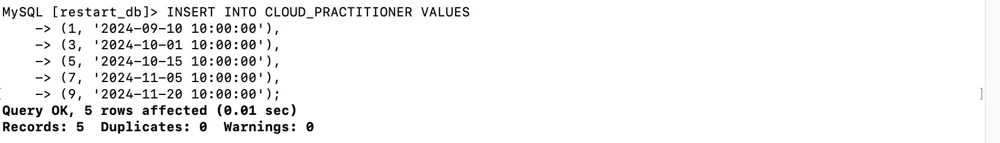 MySQL [restart_db]> INSERT INTO CLOUD_PRACTITIONER VALUES
    -> (1, '2024-09-10 10:00:00'),
    -> (3, '2024-10-01 10:00:00'),
    -> (5, '2024-10-15 10:00:00'),
    -> (7, '2024-11-05 10:00:00'),
[    -> (9, '2024-11-20 10:00:00'); ]
Query OK, 5 rows affected (0.01 sec)
Records: 5  Duplicates: 0  Warnings: 0